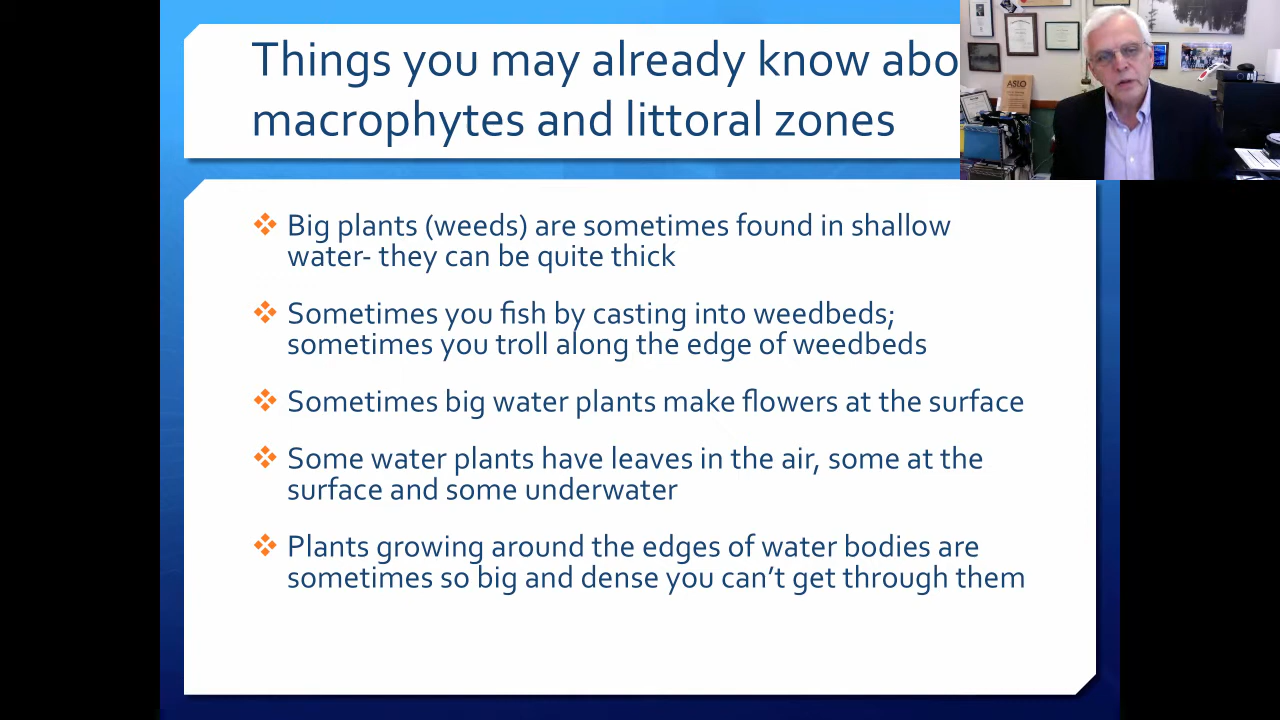 Things you may already know abo
macrophytes and littoral zones
ASLO
Big plants (weeds) are sometimes found in shallow
water- they can be quite thick
Sometimes you fish by casting into weedbeds;
sometimes you troll along the edge of weedbeds
Sometimes big water plants make flowers at the surface
Some water plants have leaves in the air, some at the
surface and some underwater
Plants growing around the edges of water bodies are
sometimes so big and dense you can’t get through them